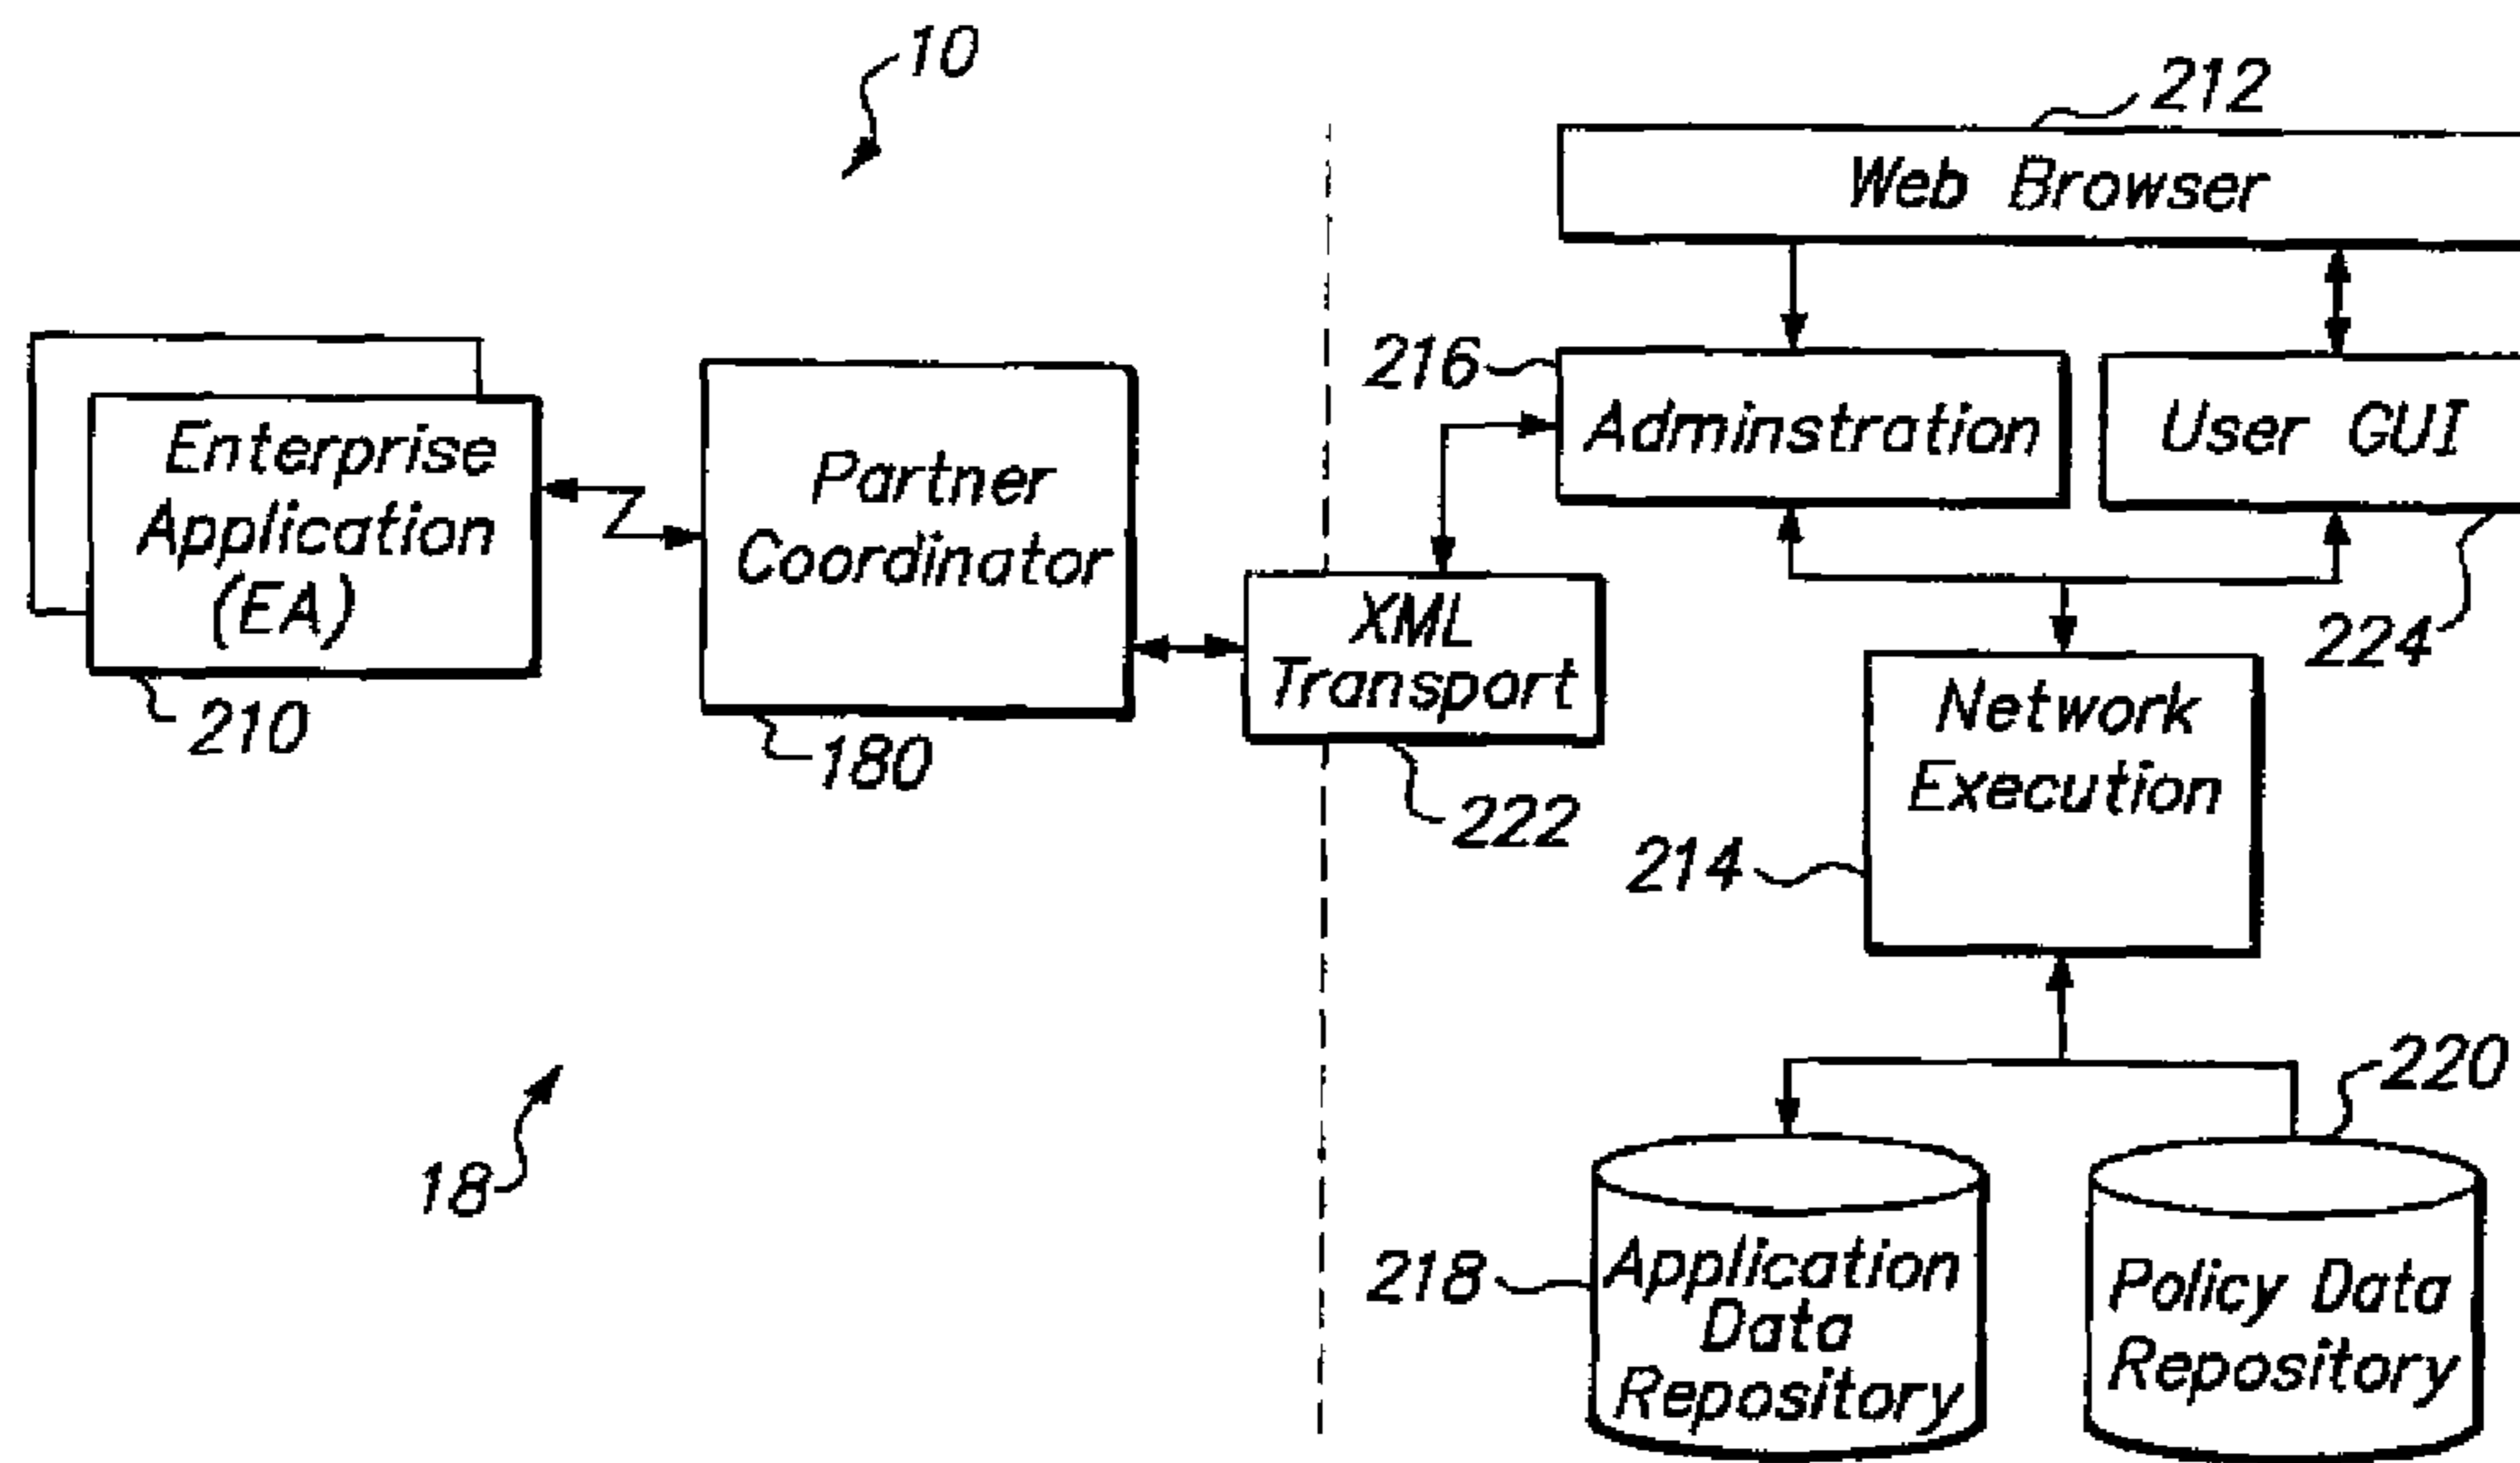 10
212
Web Browser
216
Adminstration
User GUI
Enterprise
Application
(EA)
210
Partner
Coordinator
180
XML
Transport
222
224
Network
Execution
214
18
220
218
Application
Data
Repository
Policy Data
Repository